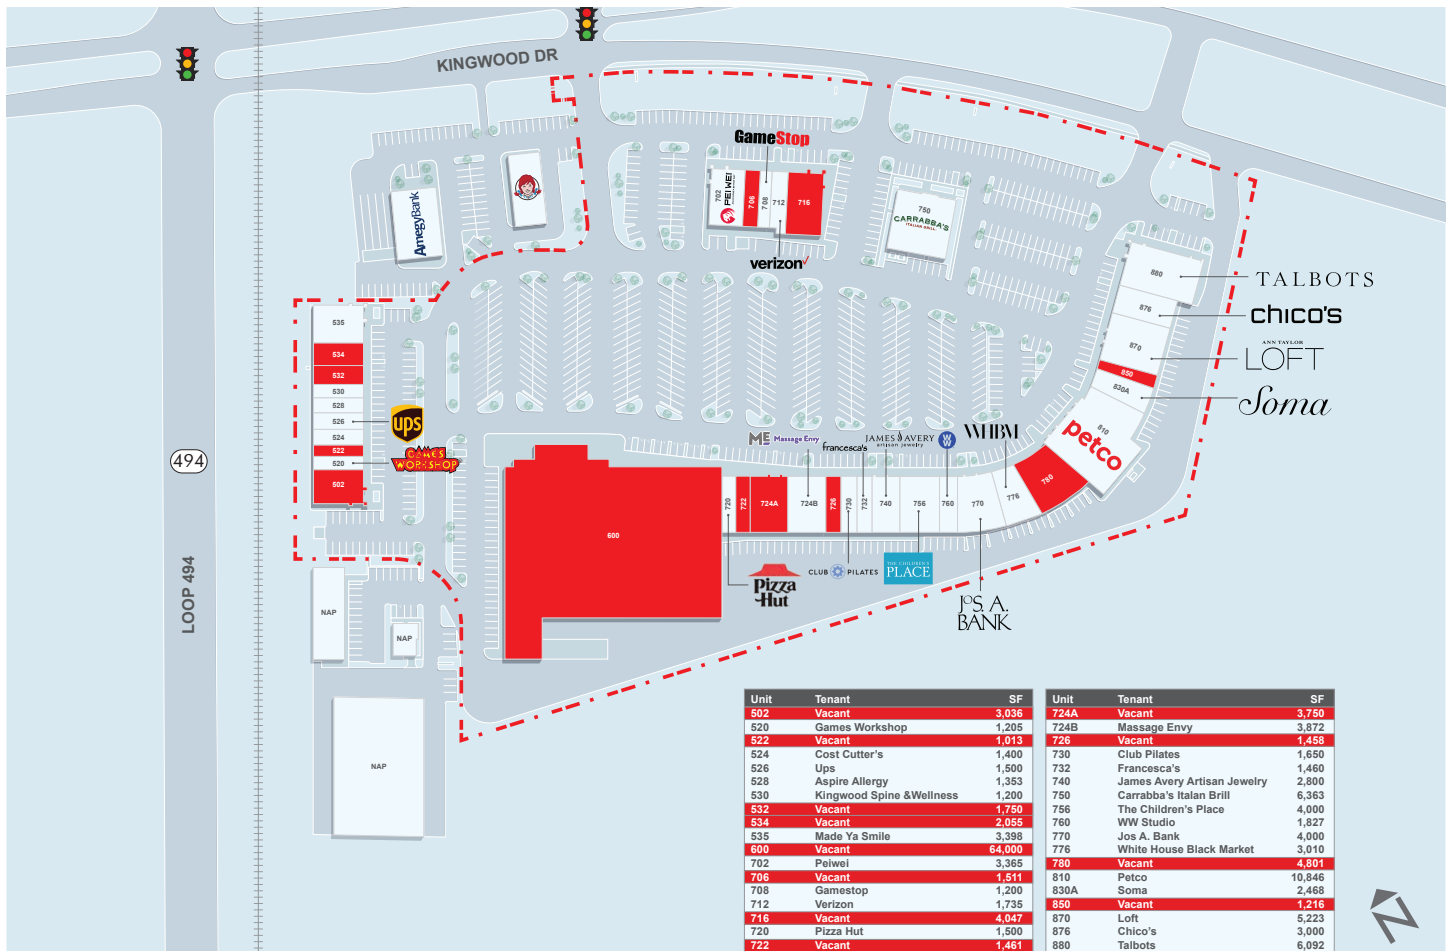 KINGWOOD DR
GameStop
702
PEI WEI
706
708
712
716
verizon
AmegyBank
750
CARRABBA'S
ITALIAN GRILL
880
TALBOTS
876
CHICO'S
ANN TAYLOR
LOFT
870
850
830A
Soma
810
petco
535
534
532
530
528
526
ups
524
522
520
GAMES
WORKSHOP
502
494
LOOP 494
ME Massage Envy
francesca's
JAMES AVERY
artisan jewelry
WW
WHBM
600
720
722
724A
724B
726
730
732
740
756
760
770
776
780
Pizza
Hut
CLUB PILATES
THE CHILDREN'S
PLACE
JoS. A.
BANK
NAP
NAP
NAP
N
Unit Tenant SF
502 Vacant 3,036
520 Games Workshop 1,205
522 Vacant 1,013
524 Cost Cutter's 1,400
526 Ups 1,500
528 Aspire Allergy 1,353
530 Kingwood Spine &Wellness 1,200
532 Vacant 1,750
534 Vacant 2,055
535 Made Ya Smile 3,398
600 Vacant 64,000
702 Peiwei 3,365
706 Vacant 1,511
708 Gamestop 1,200
712 Verizon 1,735
716 Vacant 4,047
720 Pizza Hut 1,500
722 Vacant 1,461
Unit Tenant SF
724A Vacant 3,750
724B Massage Envy 3,872
726 Vacant 1,458
730 Club Pilates 1,650
732 Francesca's 1,460
740 James Avery Artisan Jewelry 2,800
750 Carrabba's Italan Brill 6,363
756 The Children's Place 4,000
760 WW Studio 1,827
770 Jos A. Bank 4,000
776 White House Black Market 3,010
780 Vacant 4,801
810 Petco 10,846
830A Soma 2,468
850 Vacant 1,216
870 Loft 5,223
876 Chico's 3,000
880 Talbots 6,092